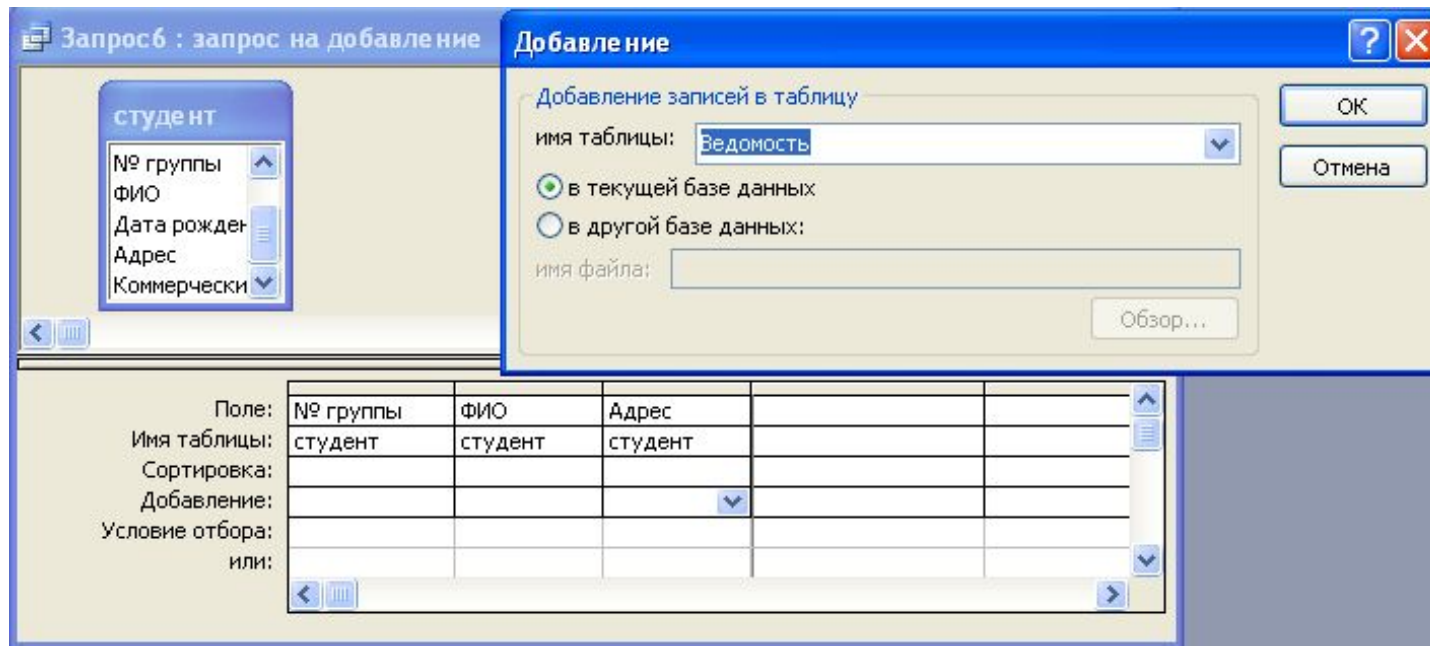 Запрос6 : запрос на добавление
студент
№ группы
ФИО
Дата рожден
Адрес
Коммерчески
Добавление
Добавление записей в таблицу
имя таблицы: Ведомость
в текущей базе данных
в другой базе данных:
имя файла:
Обзор...
ОК
Отмена
Поле: № группы ФИО Адрес
Имя таблицы: студент студент студент
Сортировка:
Добавление:
Условие отбора:
или: